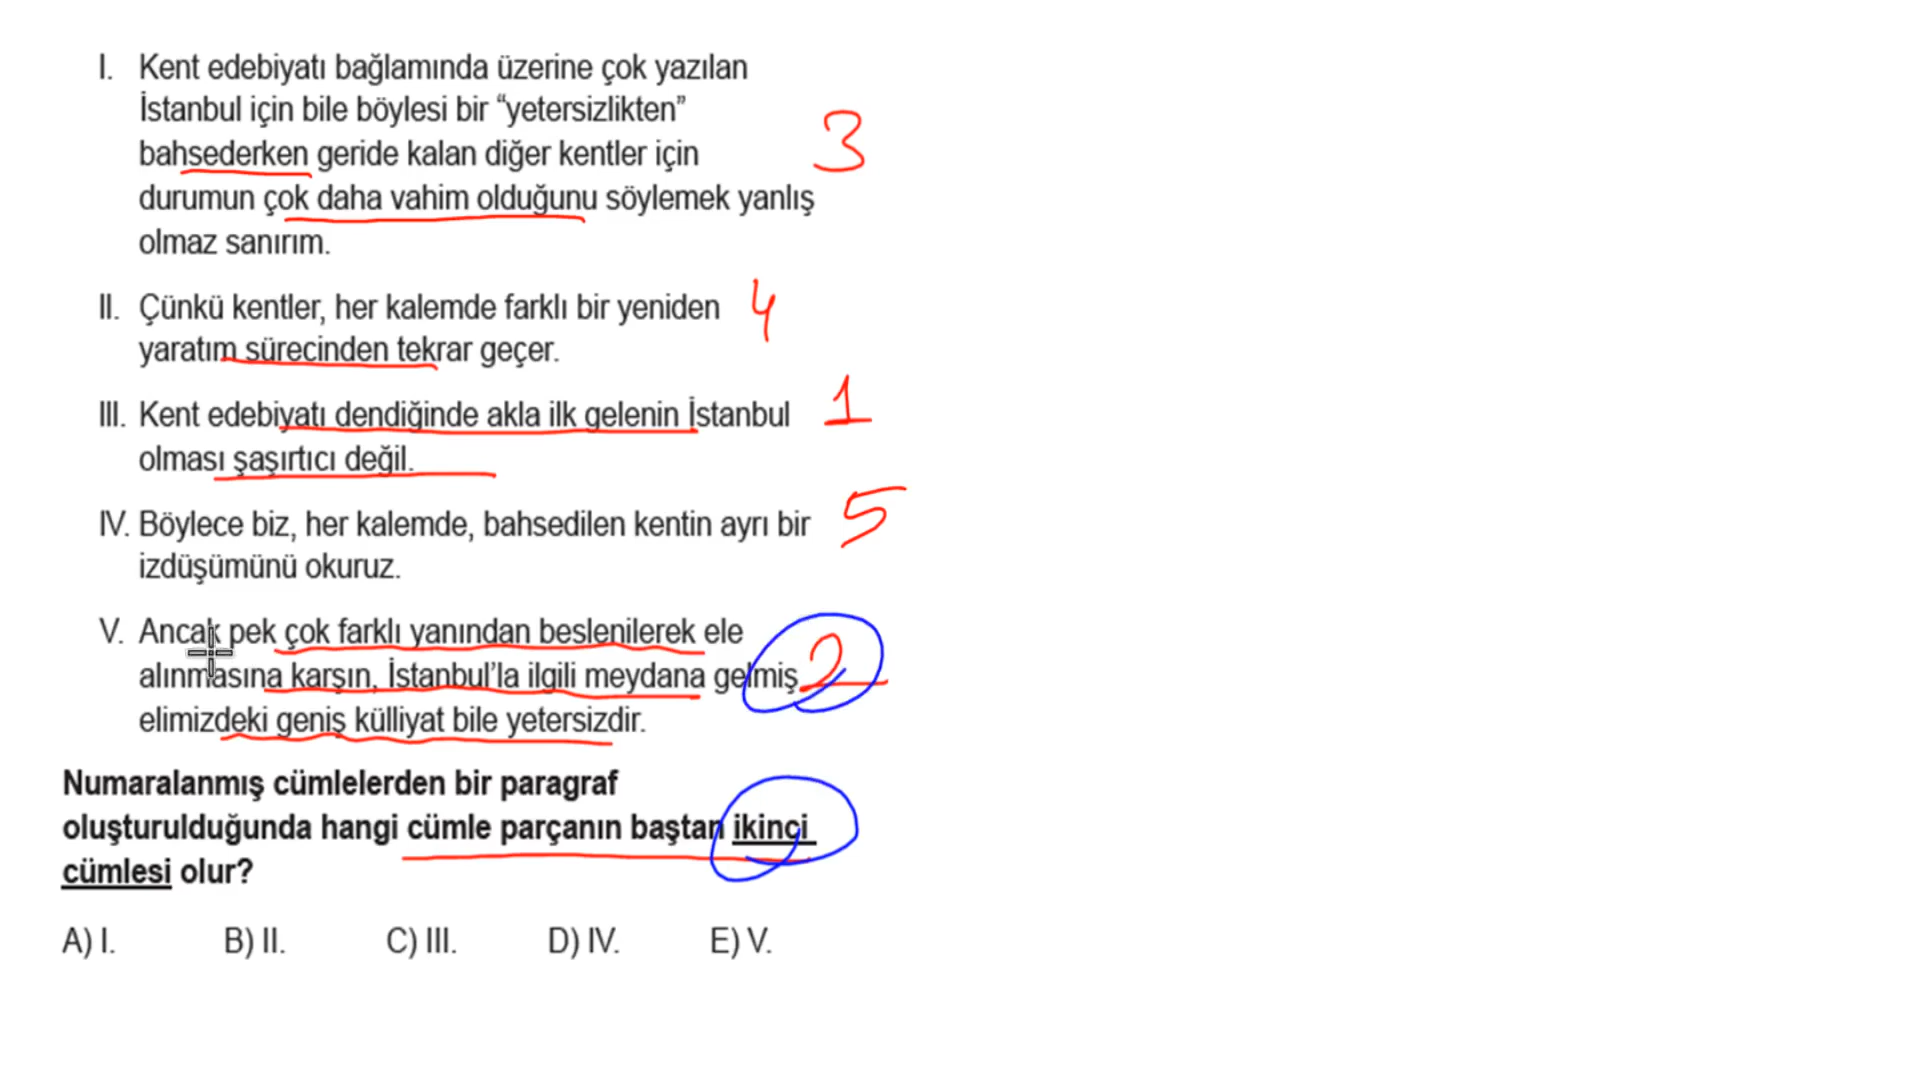 I. Kent edebiyatı bağlamında üzerine çok yazılan
İstanbul için bile böylesi bir “yetersizlikten”
bahsederken geride kalan diğer kentler için
durumun çok daha vahim olduğunu söylemek yanlış
olmaz sanırım.
3
II. Çünkü kentler, her kalemde farklı bir yeniden
yaratım sürecinden tekrar geçer.
4
III. Kent edebiyatı dendiğinde akla ilk gelenin İstanbul
olması şaşırtıcı değil.
1
IV. Böylece biz, her kalemde, bahsedilen kentin ayrı bir
izdüşümünü okuruz.
5
V. Ancak pek çok farklı yanından beslenilerek ele
alınmasına karşın, İstanbul’la ilgili meydana gelmiş
elimizdeki geniş külliyat bile yetersizdir.
2
Numaralanmış cümlelerden bir paragraf
oluşturulduğunda hangi cümle parçanın baştan ikinci
cümlesi olur?
A) I. B) II. C) III. D) IV. E) V.